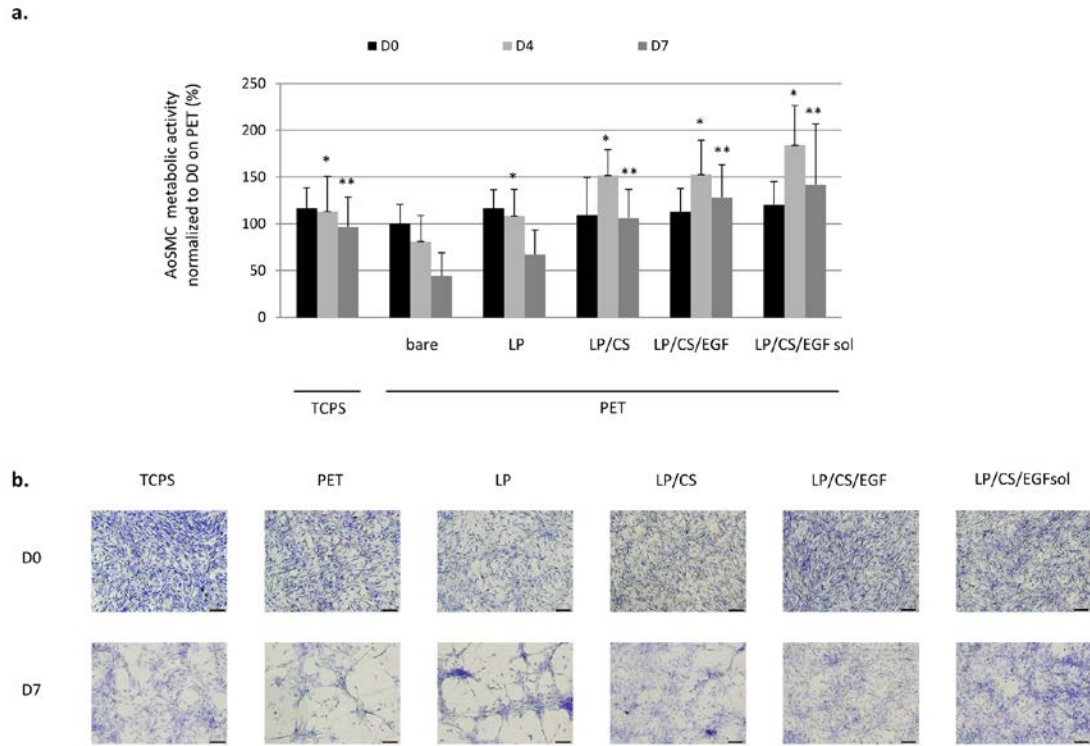 a.
D0 D4 D7
AoSMC metabolic activity
normalized to D0 on PET (%)
250
200
150
100
50
0
* ** * * ** * ** * **
bare LP LP/CS LP/CS/EGF LP/CS/EGF sol
TCPS PET
b.
TCPS PET LP LP/CS LP/CS/EGF LP/CS/EGFsol
D0
D7